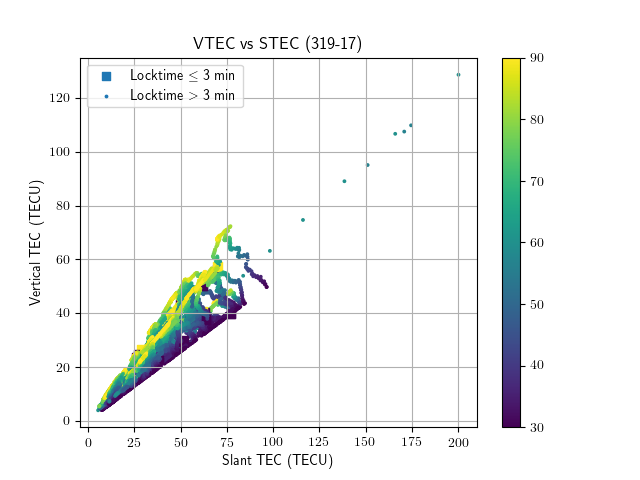 VTEC vs STEC (319-17)
Locktime ≤ 3 min
Locktime > 3 min
Vertical TEC (TECU)
120
100
80
60
40
20
0
0 25 50 75 100 125 150 175 200
Slant TEC (TECU)
90
80
70
60
50
40
30